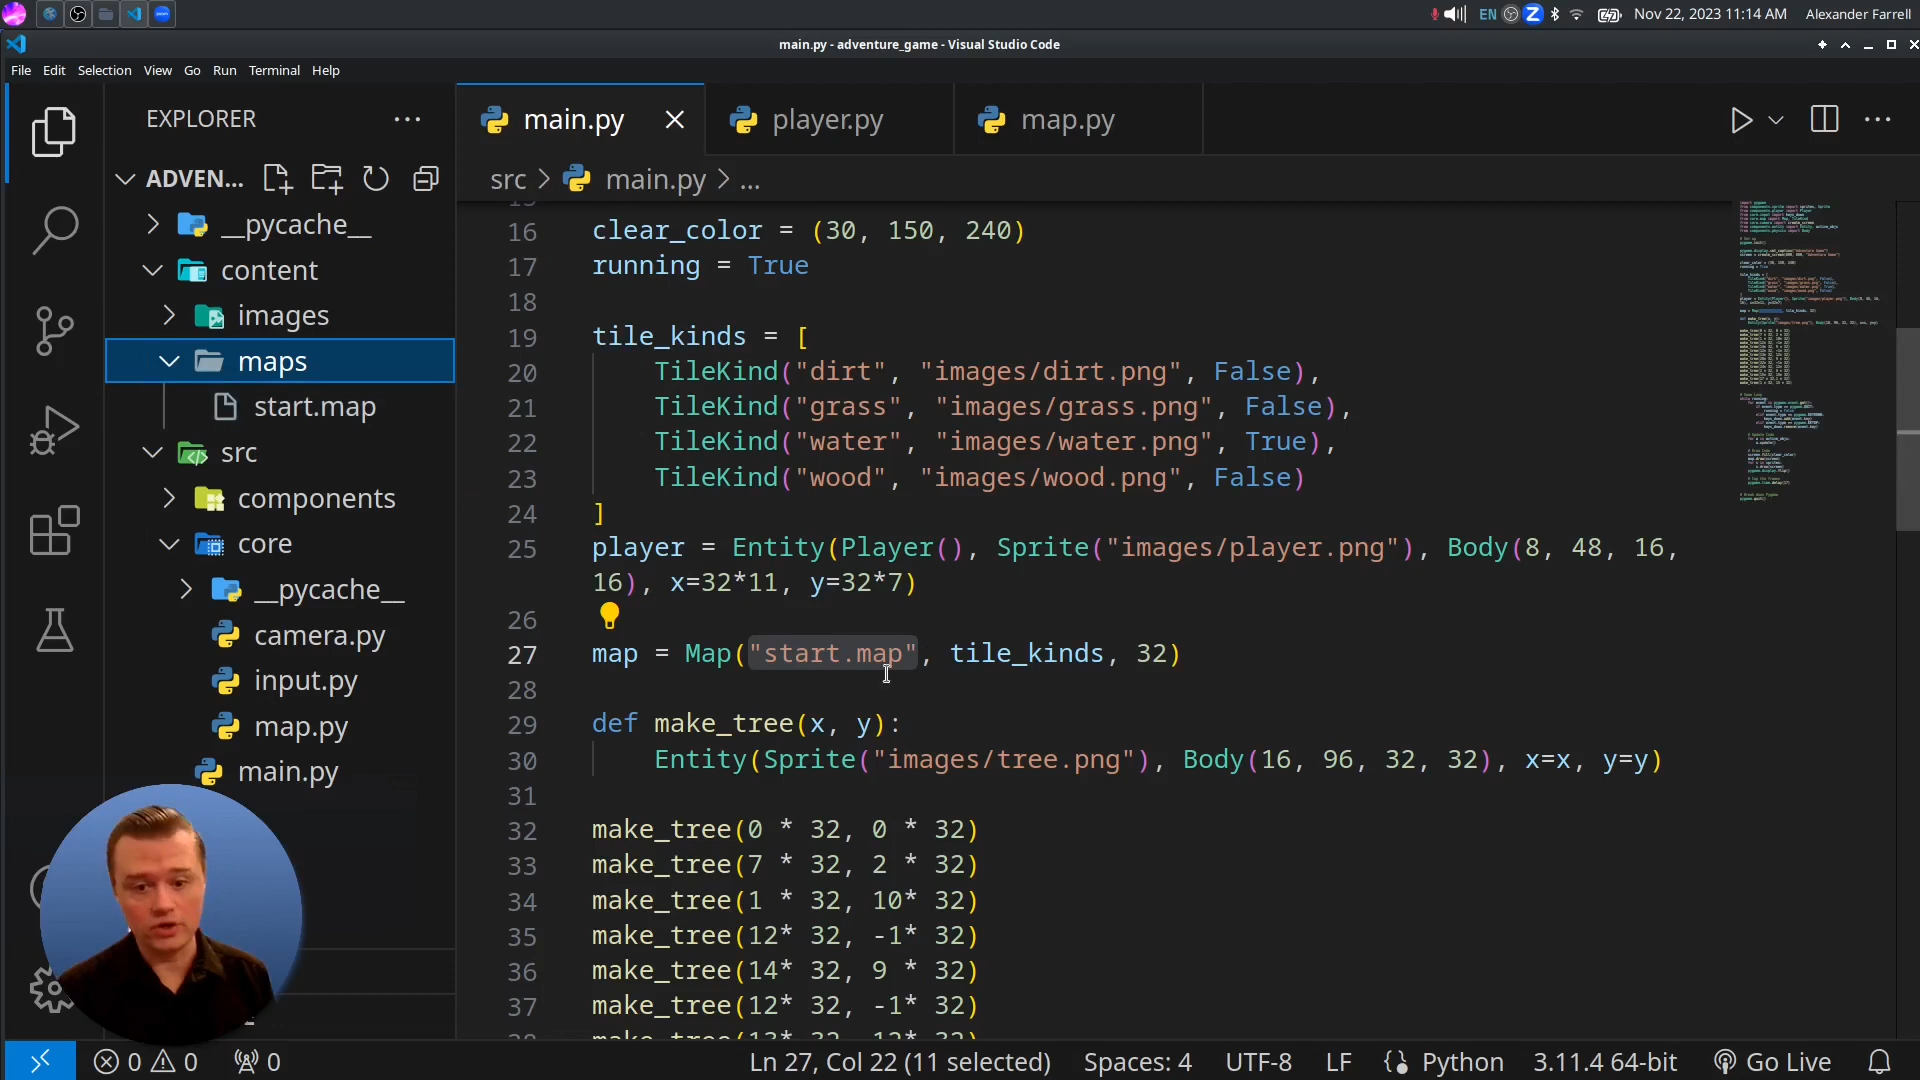 EN
Nov 22, 2023 11:14 AM
Alexander Farrell
main.py - adventure_game - Visual Studio Code
File Edit Selection View Go Run Terminal Help
EXPLORER
ADVEN...
__pycache__
content
images
maps
start.map
src
components
core
__pycache__
camera.py
input.py
map.py
main.py
main.py
player.py
map.py
src > main.py > ...
16 clear_color = (30, 150, 240)
17 running = True
18
19 tile_kinds = [
20 TileKind("dirt", "images/dirt.png", False),
21 TileKind("grass", "images/grass.png", False),
22 TileKind("water", "images/water.png", True),
23 TileKind("wood", "images/wood.png", False)
24 ]
25 player = Entity(Player(), Sprite("images/player.png"), Body(8, 48, 16,
16), x=32*11, y=32*7)
26
27 map = Map("start.map", tile_kinds, 32)
28
29 def make_tree(x, y):
30 Entity(Sprite("images/tree.png"), Body(16, 96, 32, 32), x=x, y=y)
31
32 make_tree(0 * 32, 0 * 32)
33 make_tree(7 * 32, 2 * 32)
34 make_tree(1 * 32, 10* 32)
35 make_tree(12* 32, -1* 32)
36 make_tree(14* 32, 9 * 32)
37 make_tree(12* 32, -1* 32)
0 0 0
Ln 27, Col 22 (11 selected) Spaces: 4 UTF-8 LF Python 3.11.4 64-bit Go Live